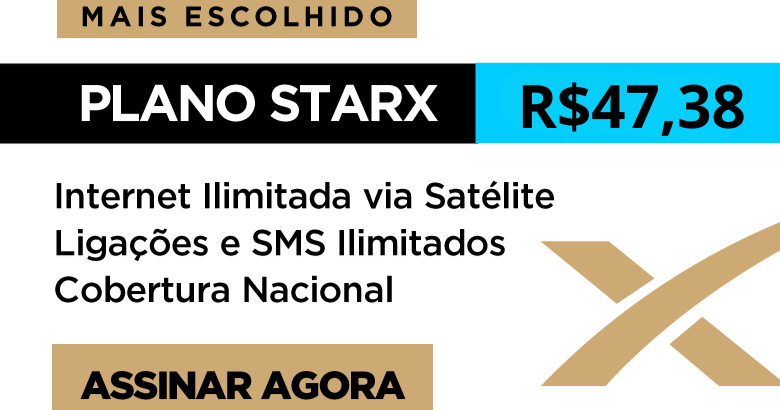 MAIS ESCOLHIDO
PLANO STARX R$47,38
Internet Ilimitada via Satélite
Ligações e SMS Ilimitados
Cobertura Nacional
ASSINAR AGORA